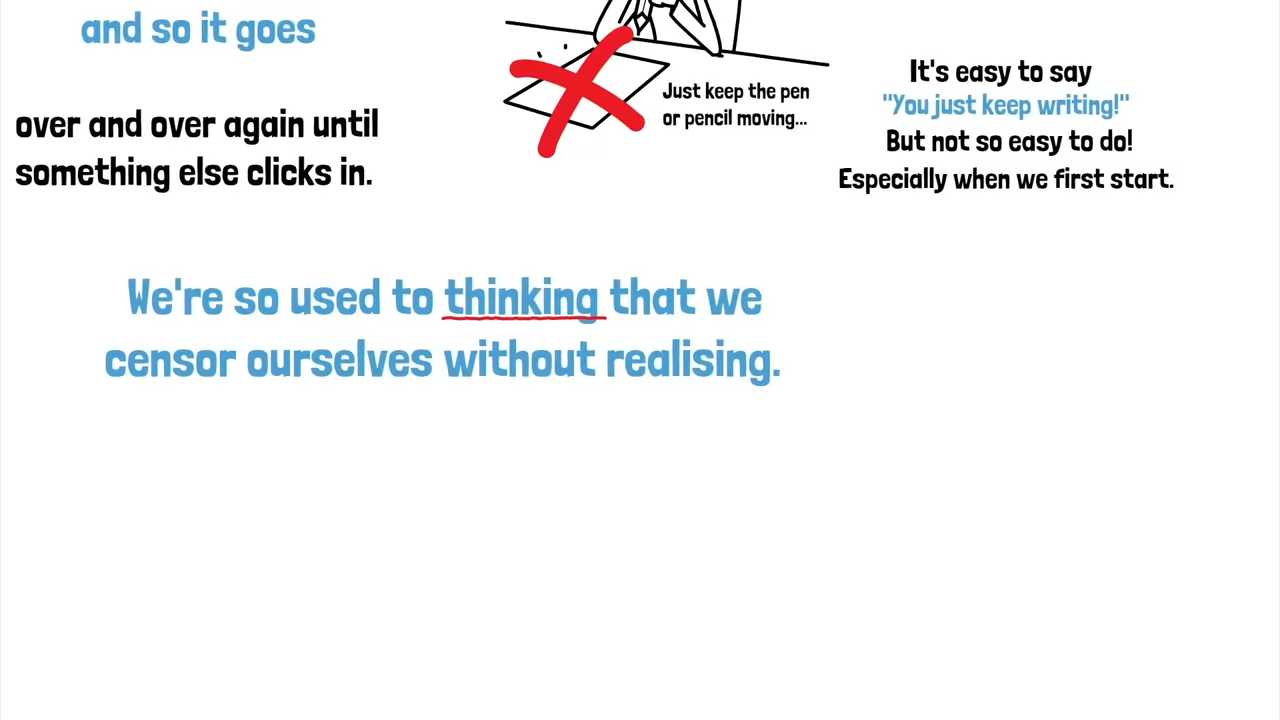 and so it goes
over and over again until
something else clicks in.
Just keep the pen
or pencil moving...
It's easy to say
"You just keep writing!"
But not so easy to do!
Especially when we first start.
We're so used to thinking that we
censor ourselves without realising.